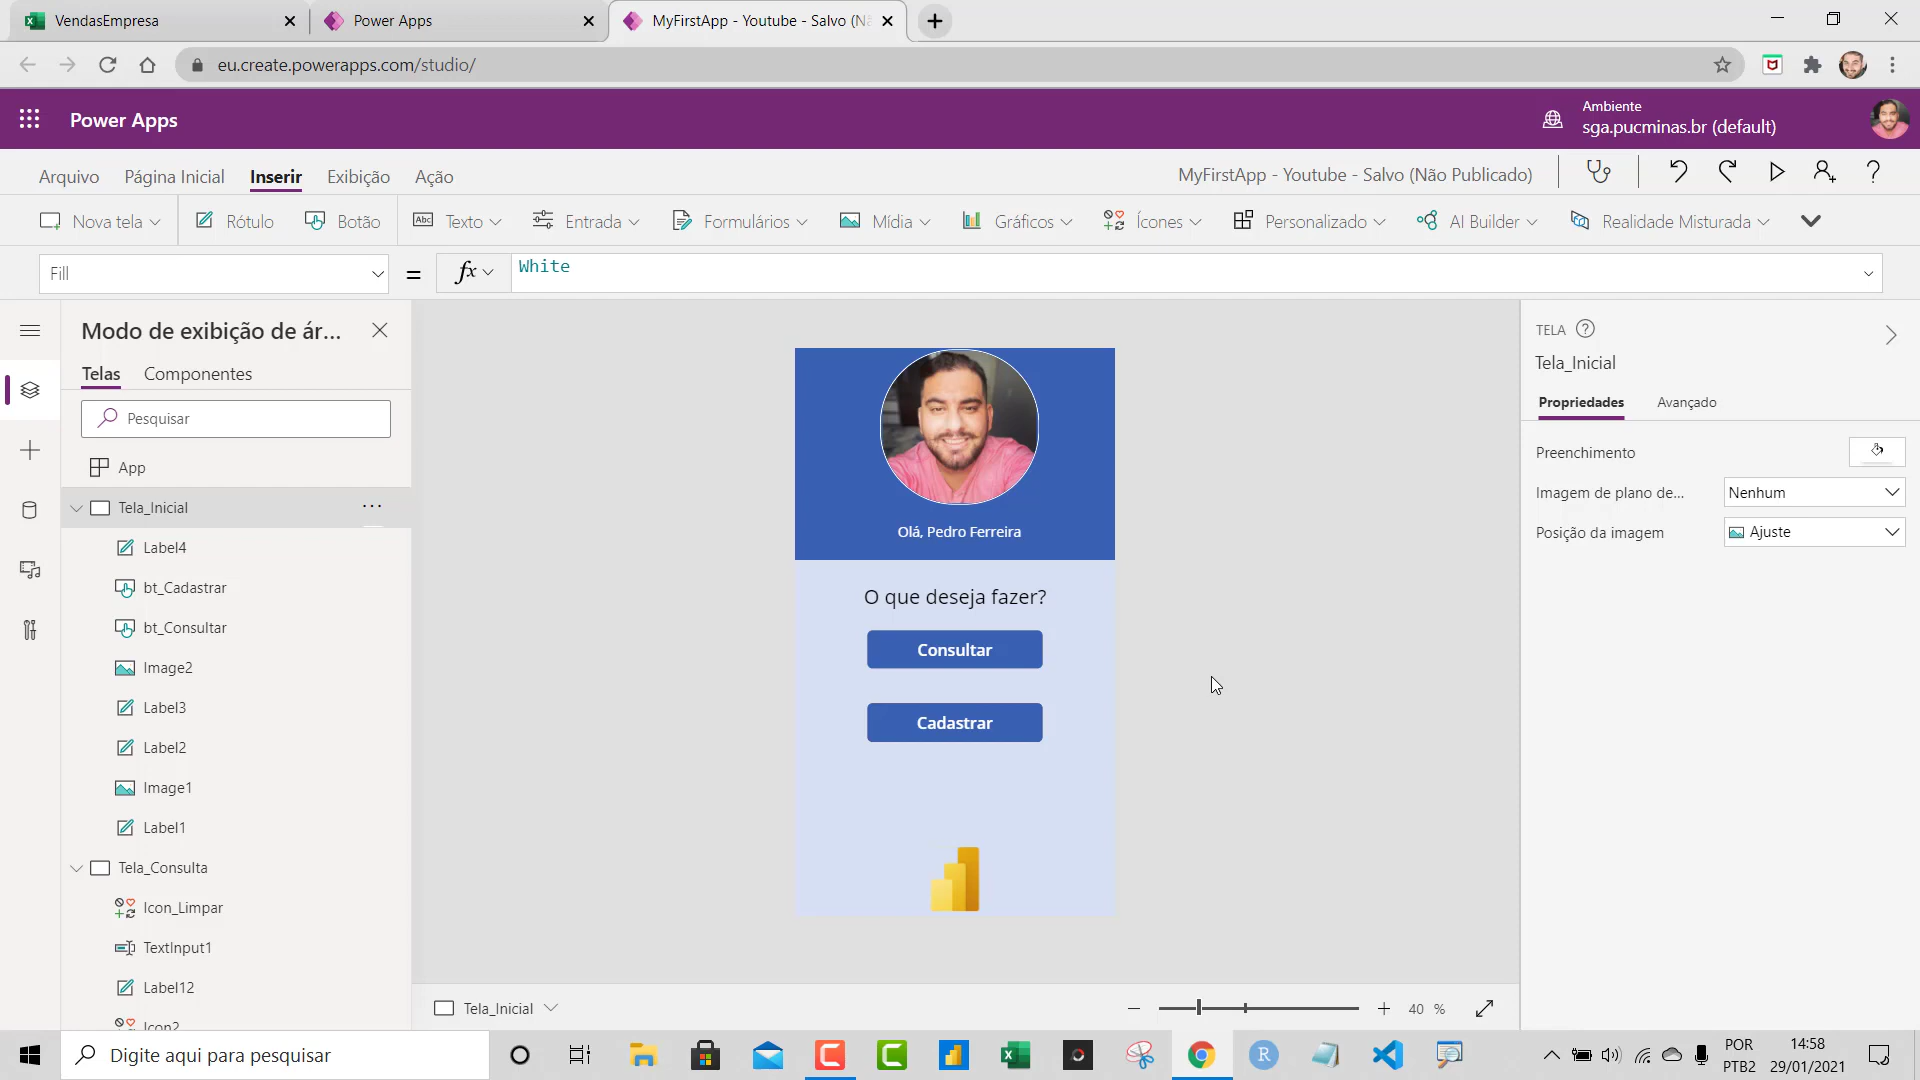 VendasEmpresa
Power Apps
MyFirstApp - Youtube - Salvo (Nã
eu.create.powerapps.com/studio/
Power Apps
Ambiente
sga.pucminas.br (default)
Arquivo
Página Inicial
Inserir
Exibição
Ação
MyFirstApp - Youtube - Salvo (Não Publicado)
Nova tela
Rótulo
Botão
Abc
Texto
Entrada
Formulários
Mídia
Gráficos
Ícones
Personalizado
AI Builder
Realidade Misturada
Fill
=
fx
White
Modo de exibição de ár...
Telas
Componentes
Pesquisar
App
Tela_Inicial
...
Label4
bt_Cadastrar
bt_Consultar
Image2
Label3
Label2
Image1
Label1
Tela_Consulta
Icon_Limpar
TextInput1
Label12
Icon2
Olá, Pedro Ferreira
O que deseja fazer?
Consultar
Cadastrar
TELA
Tela_Inicial
Propriedades
Avançado
Preenchimento
Imagem de plano de...
Nenhum
Posição da imagem
Ajuste
Tela_Inicial
40 %
Digite aqui para pesquisar
POR
PTB2
14:58
29/01/2021